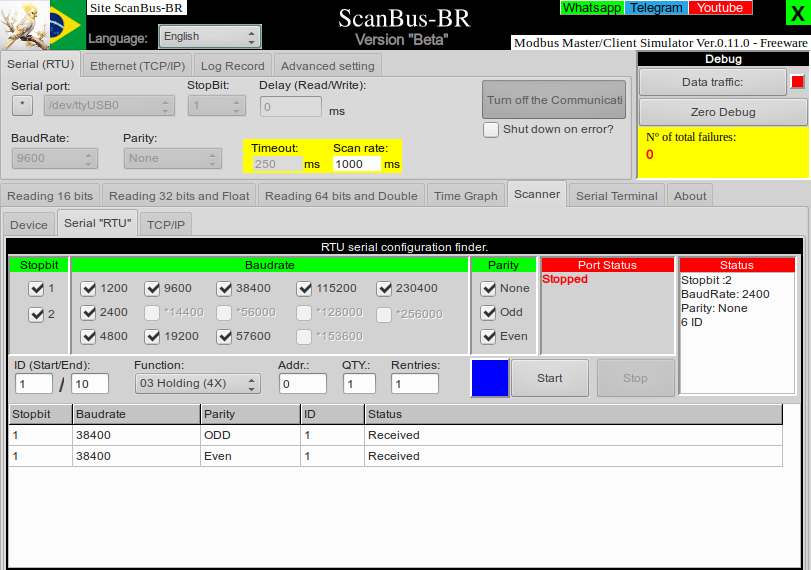 Site ScanBus-BR
Whatsapp Telegram Youtube
X
ScanBus-BR
Language: English
Version "Beta"
Modbus Master/Client Simulator Ver.0.11.0 - Freeware
Serial (RTU) Ethernet (TCP/IP) Log Record Advanced setting
Debug
Serial port: StopBit: Delay (Read/Write):
Data traffic:
* /dev/ttyUSB0 1 0 ms
Turn off the Communicati
Zero Debug
Shut down on error?
BaudRate: Parity:
Nº of total failures:
Timeout: Scan rate:
0
9600 None 250 ms 1000 ms
Reading 16 bits Reading 32 bits and Float Reading 64 bits and Double Time Graph Scanner Serial Terminal About
Device Serial "RTU" TCP/IP
RTU serial configuration finder.
Stopbit Baudrate Parity Port Status Status
1 1200 9600 38400 115200 230400 None
2 2400 *14400 *56000 *128000 *256000 Odd
4800 19200 57600 *153600 Even
Stopped
Stopbit :2
BaudRate: 2400
Parity: None
6 ID
ID (Start/End): Function: Addr.: QTY.: Rentries:
1 / 10 03 Holding (4X) 0 1 1 Start Stop
Stopbit Baudrate Parity ID Status
1 38400 ODD 1 Received
1 38400 Even 1 Received